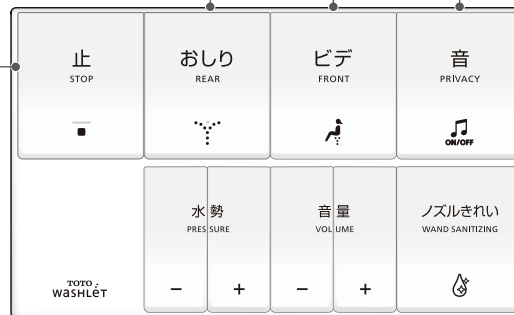 止
STOP
おしり
REAR
ビデ
FRONT
音
PRIVACY
ON/OFF
水勢
PRESSURE
− +
音量
VOLUME
− +
ノズルきれい
WAND SANITIZING
TOTO
WASHLET